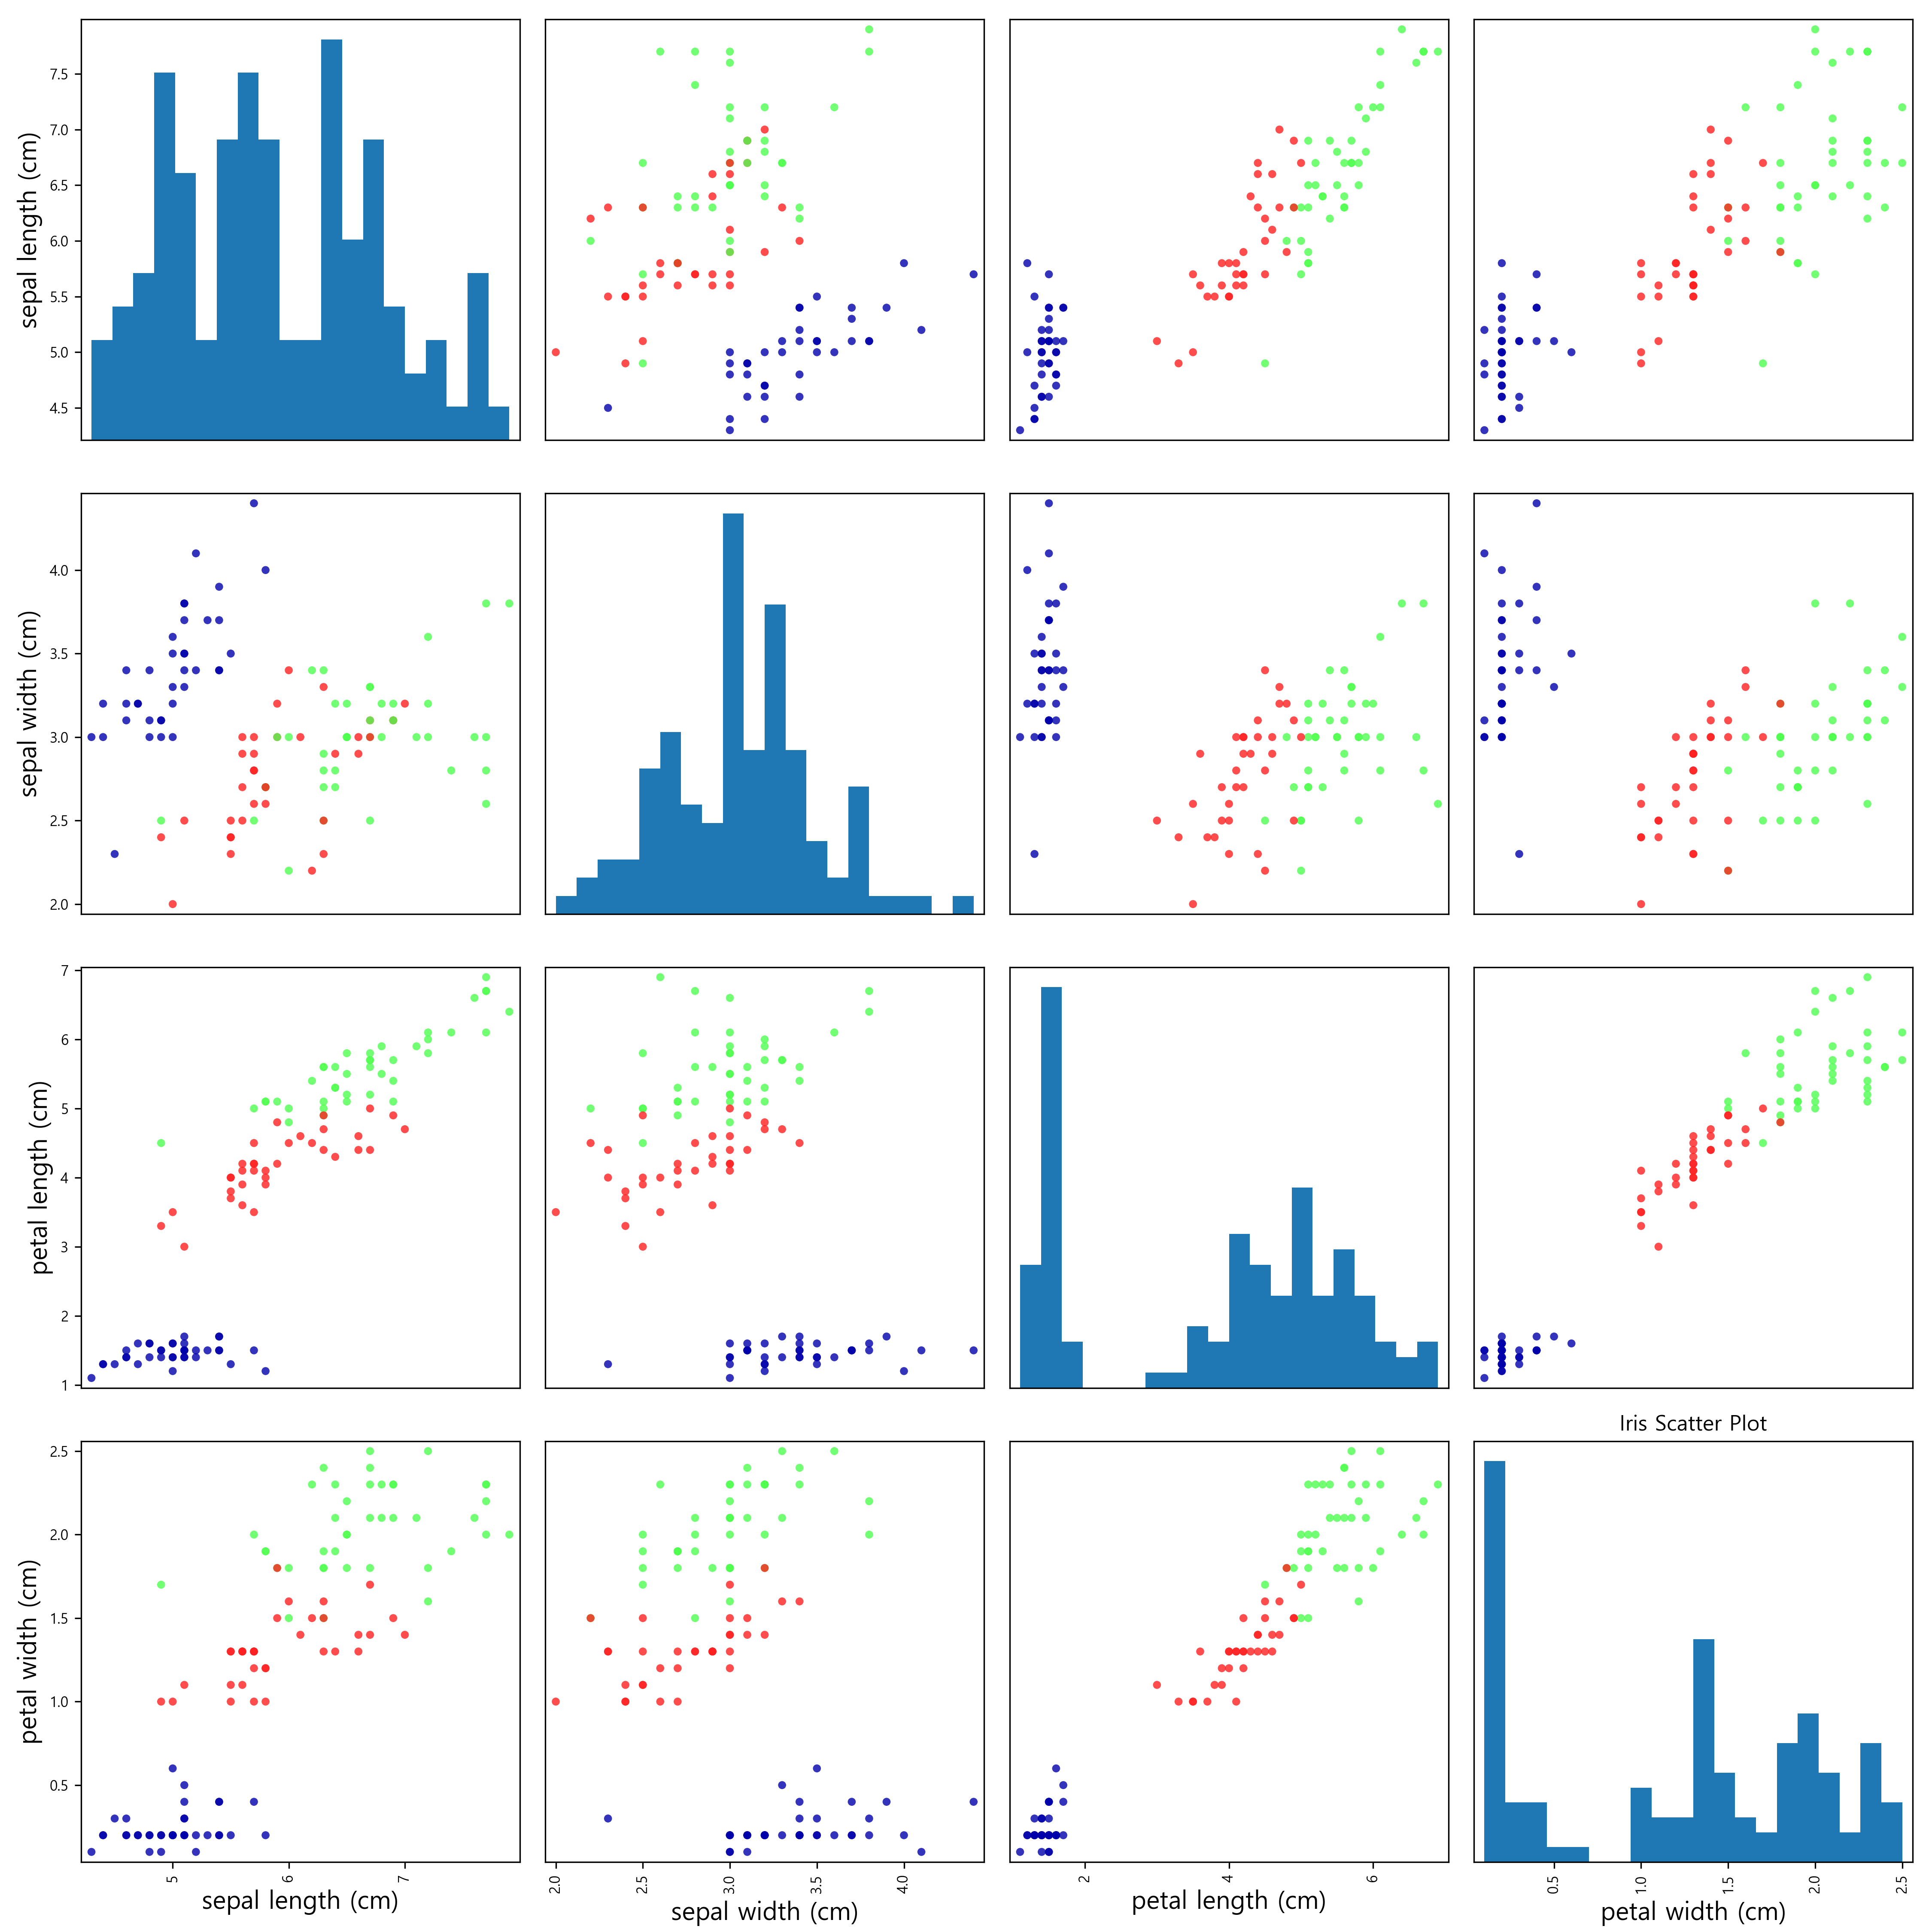 7.5
7.0
6.5
6.0
5.5
5.0
4.5
sepal length (cm)
4.0
3.5
3.0
2.5
2.0
sepal width (cm)
7
6
5
4
3
2
1
petal length (cm)
Iris Scatter Plot
2.5
2.0
1.5
1.0
0.5
petal width (cm)
5 6 7
sepal length (cm)
2.0 2.5 3.0 3.5 4.0
sepal width (cm)
2 4 6
petal length (cm)
0.5 1.0 1.5 2.0 2.5
petal width (cm)